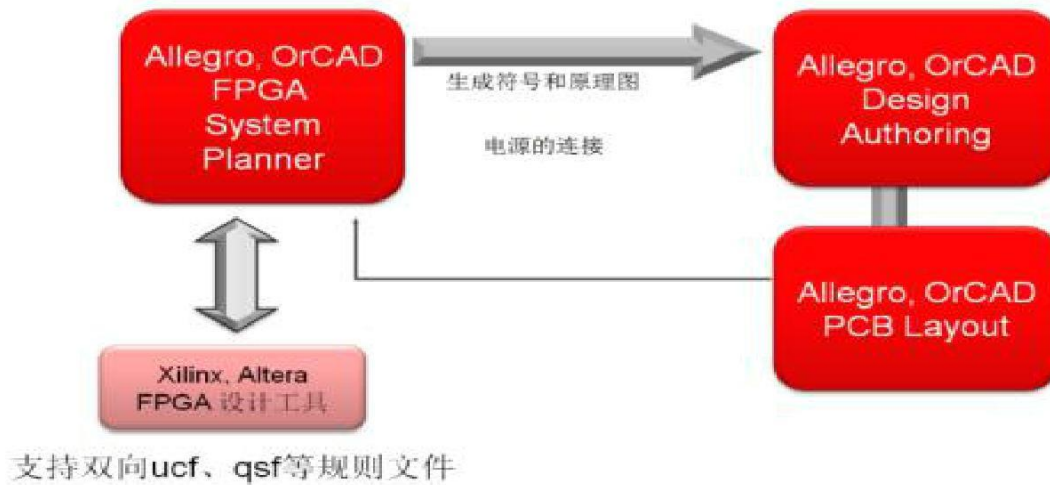 Allegro, OrCAD
FPGA
System
Planner
生成符号和原理图
电源的连接
Allegro, OrCAD
Design
Authoring
Allegro, OrCAD
PCB Layout
Xilinx, Altera
FPGA 设计工具
支持双向ucf、qsf等规则文件